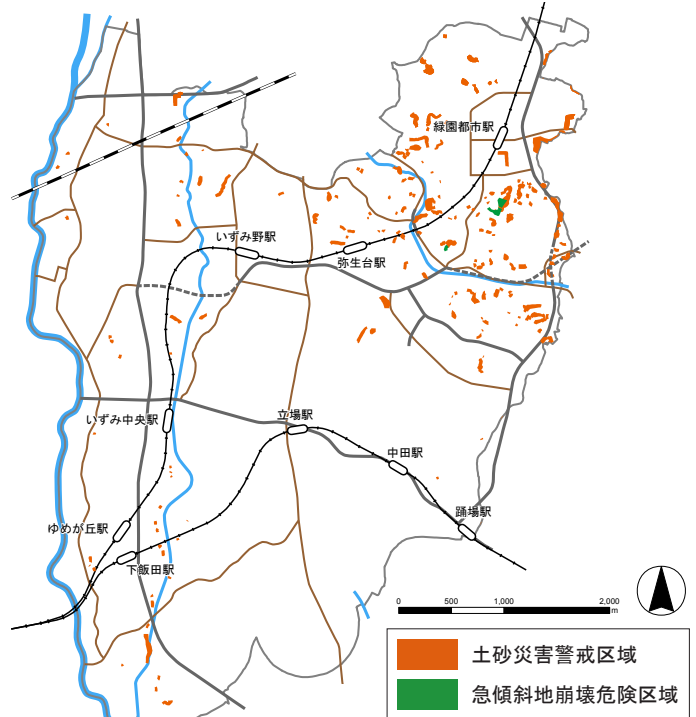 緑園都市駅
いずみ野駅
弥生台駅
立場駅
いずみ中央駅
中田駅
踊場駅
ゆめが丘駅
下飯田駅
0 500 1,000 2,000
m
土砂災害警戒区域
急傾斜地崩壊危険区域